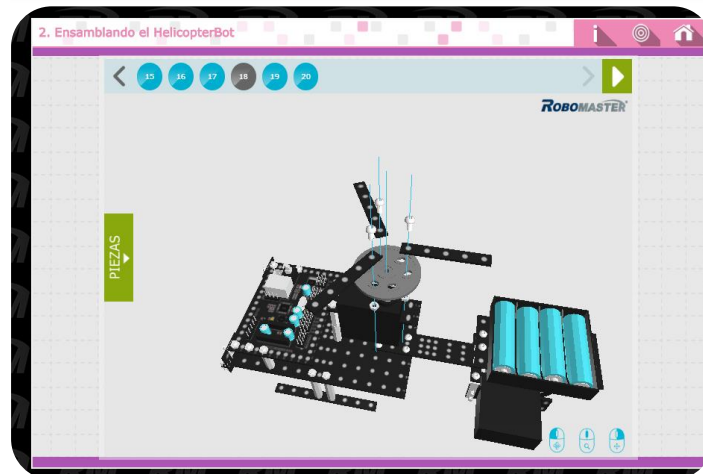 2. Ensamblando el HelicopterBot
i
15 16 17 18 19 20
ROBOMASTER
PIEZAS